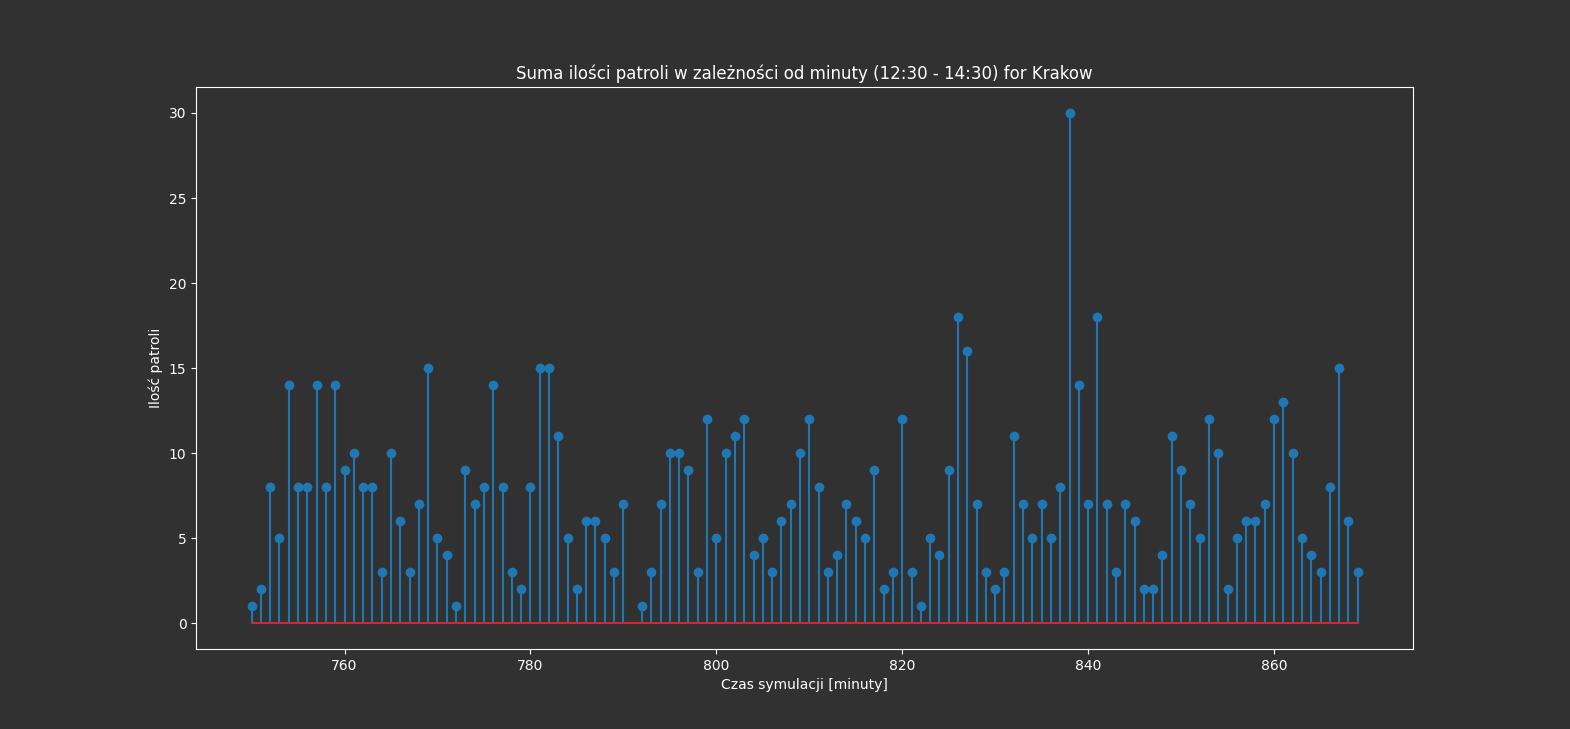 Suma ilości patroli w zależności od minuty (12:30 - 14:30) for Krakow
30
25
20
15
10
5
0
Ilość patroli
760 780 800 820 840 860
Czas symulacji [minuty]